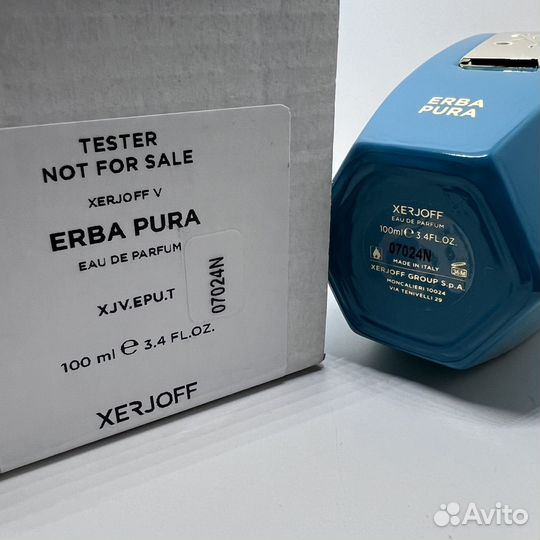 TESTER
NOT FOR SALE
XERJOFF V
ERBA PURA
EAU DE PARFUM
XJV.EPU.T
07024N
100 ml ℮ 3.4 FL.OZ.
XERJOFF
ERBA
PURA
XERJOFF
EAU DE PARFUM
100ml℮ 3.4FL.OZ.
07024N
MADE IN ITALY
XERJOFF GROUP S.p.A.
MONCALIERI 10024
VIA TENIVELLI 29
Avito